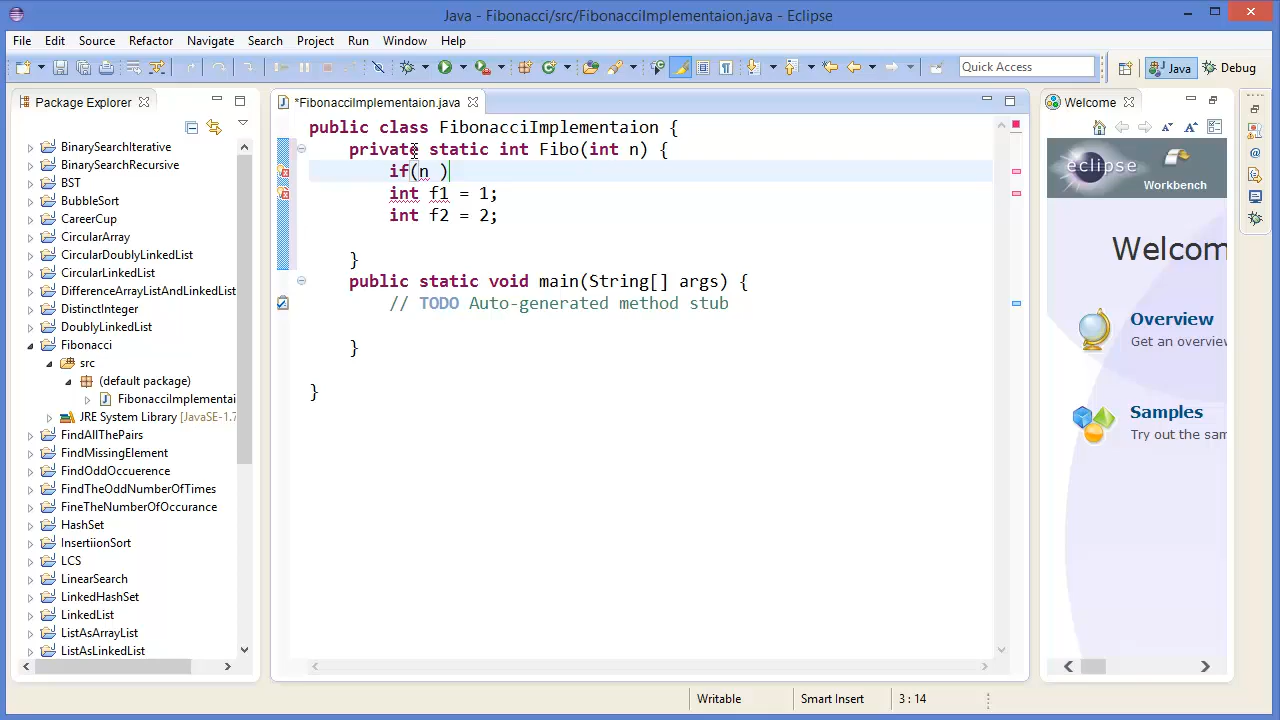 Java - Fibonacci/src/FibonacciImplementaion.java - Eclipse
File Edit Source Refactor Navigate Search Project Run Window Help
Quick Access
Java
Debug
Package Explorer
BinarySearchIterative
BinarySearchRecursive
BST
BubbleSort
CareerCup
CircularArray
CircularDoublyLinkedList
CircularLinkedList
DifferenceArrayListAndLinkedList
DistinctInteger
DoublyLinkedList
Fibonacci
src
(default package)
FibonacciImplementai
JRE System Library [JavaSE-1.7
FindAllThePairs
FindMissingElement
FindOddOccuerence
FindTheOddNumberOfTimes
FineTheNumberOfOccurance
HashSet
InsertiionSort
LCS
LinearSearch
LinkedHashSet
LinkedList
ListAsArrayList
ListAsLinkedList
*FibonacciImplementaion.java
public class FibonacciImplementaion {
private static int Fibo(int n) {
if(n )
int f1 = 1;
int f2 = 2;
}
public static void main(String[] args) {
// TODO Auto-generated method stub
}
}
Welcome
eclipse
Workbench
Welcom
Overview
Get an overview
Samples
Try out the sam
Writable
Smart Insert
3 : 14